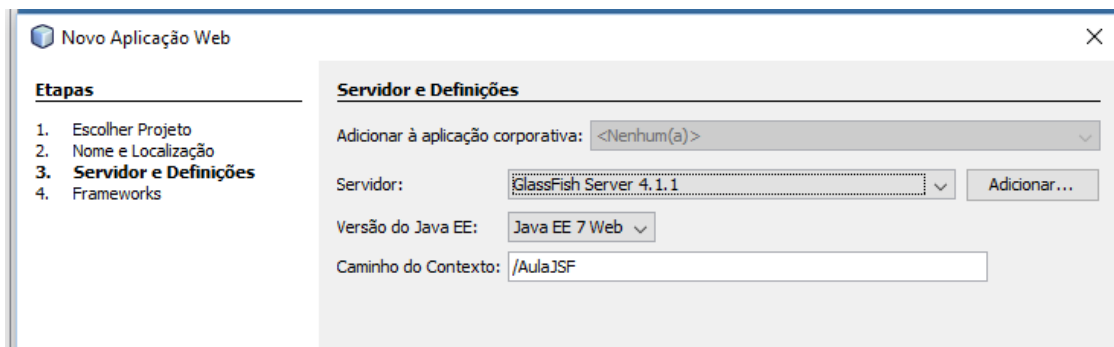 Novo Aplicação Web
Etapas
1. Escolher Projeto
2. Nome e Localização
3. Servidor e Definições
4. Frameworks
Servidor e Definições
Adicionar à aplicação corporativa: <Nenhum(a)>
Servidor: GlassFish Server 4.1.1 Adicionar...
Versão do Java EE: Java EE 7 Web
Caminho do Contexto: /AulaJSF